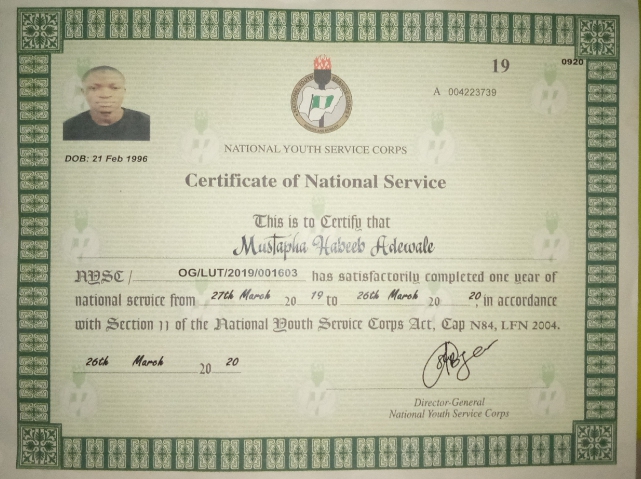 19
0920
A 004223739
DOB: 21 Feb 1996
NATIONAL YOUTH SERVICE CORPS
Certificate of National Service
This is to Certify that
Mustapha Habeeb Adewale
NYSC/ OG/LUT/2019/001603 has satisfactorily completed one year of
national service from 27th March 20 19 to 26th March 20 20, in accordance
with Section 11 of the National Youth Service Corps Act, Cap N84, LFN 2004.
26th March 20 20
Director-General
National Youth Service Corps